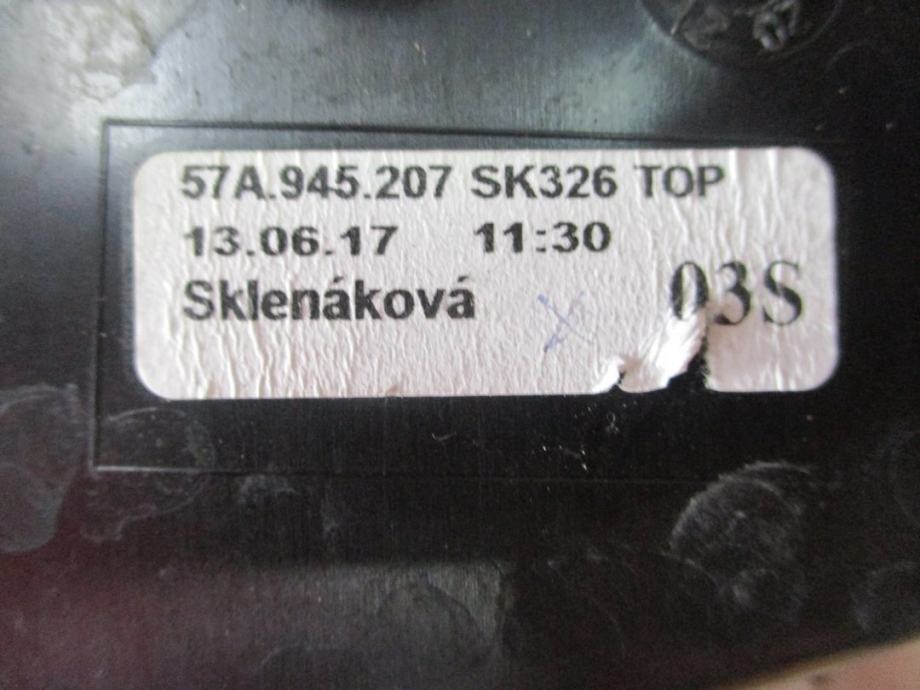 57A.945.207 SK326 TOP
13.06.17 11:30
Sklenáková 03S